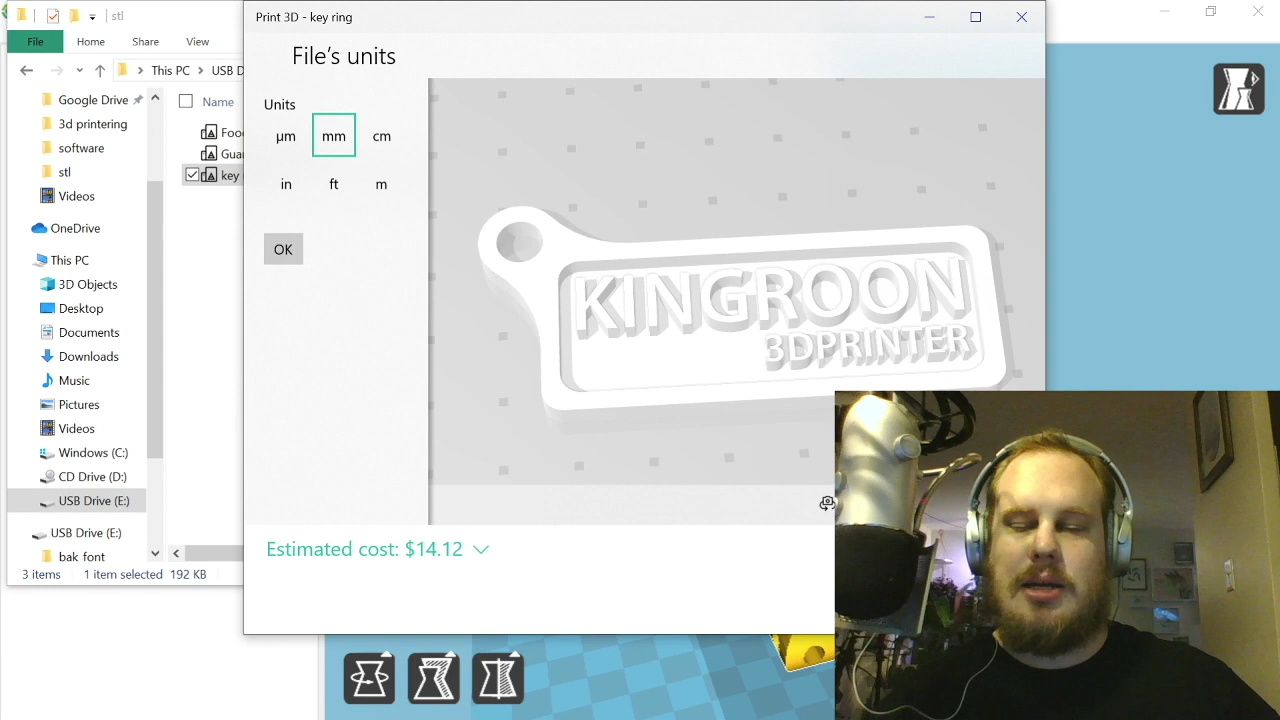 stl
File
Home
Share
View
This PC
USB D
Google Drive
3d printering
software
stl
Videos
OneDrive
This PC
3D Objects
Desktop
Documents
Downloads
Music
Pictures
Videos
Windows (C:)
CD Drive (D:)
USB Drive (E:)
USB Drive (E:)
bak font
Name
Foo
Gua
key
3 items
1 item selected
192 KB
Print 3D - key ring
File's units
Units
µm
mm
cm
in
ft
m
OK
KINGROON
3DPRINTER
Estimated cost: $14.12